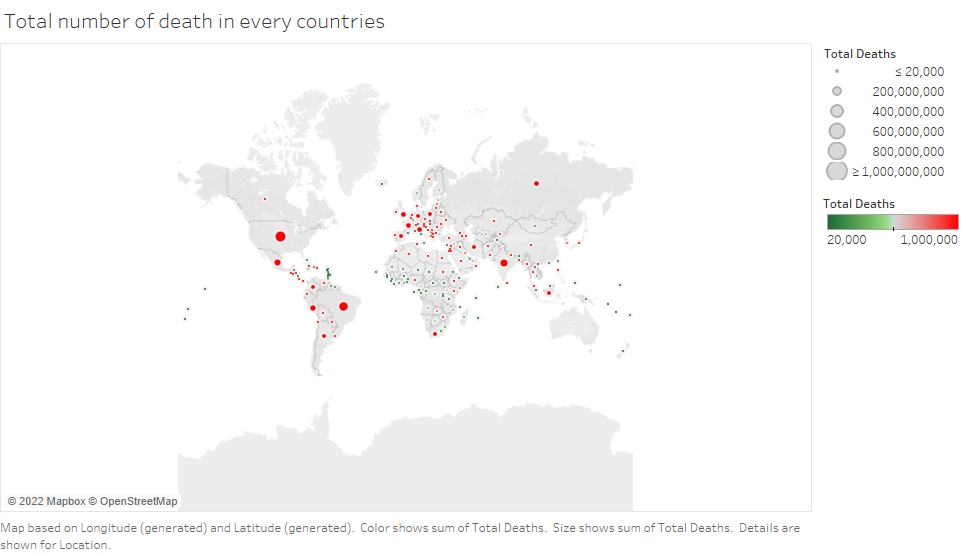 Total number of death in every countries
Total Deaths
≤ 20,000
200,000,000
400,000,000
600,000,000
800,000,000
≥ 1,000,000,000
Total Deaths
20,000 1,000,000
© 2022 Mapbox © OpenStreetMap
Map based on Longitude (generated) and Latitude (generated). Color shows sum of Total Deaths. Size shows sum of Total Deaths. Details are
shown for Location.